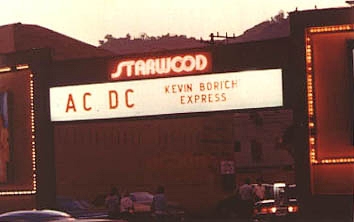 STARWOOD
AC. DC
KEVIN BORICH
EXPRESS